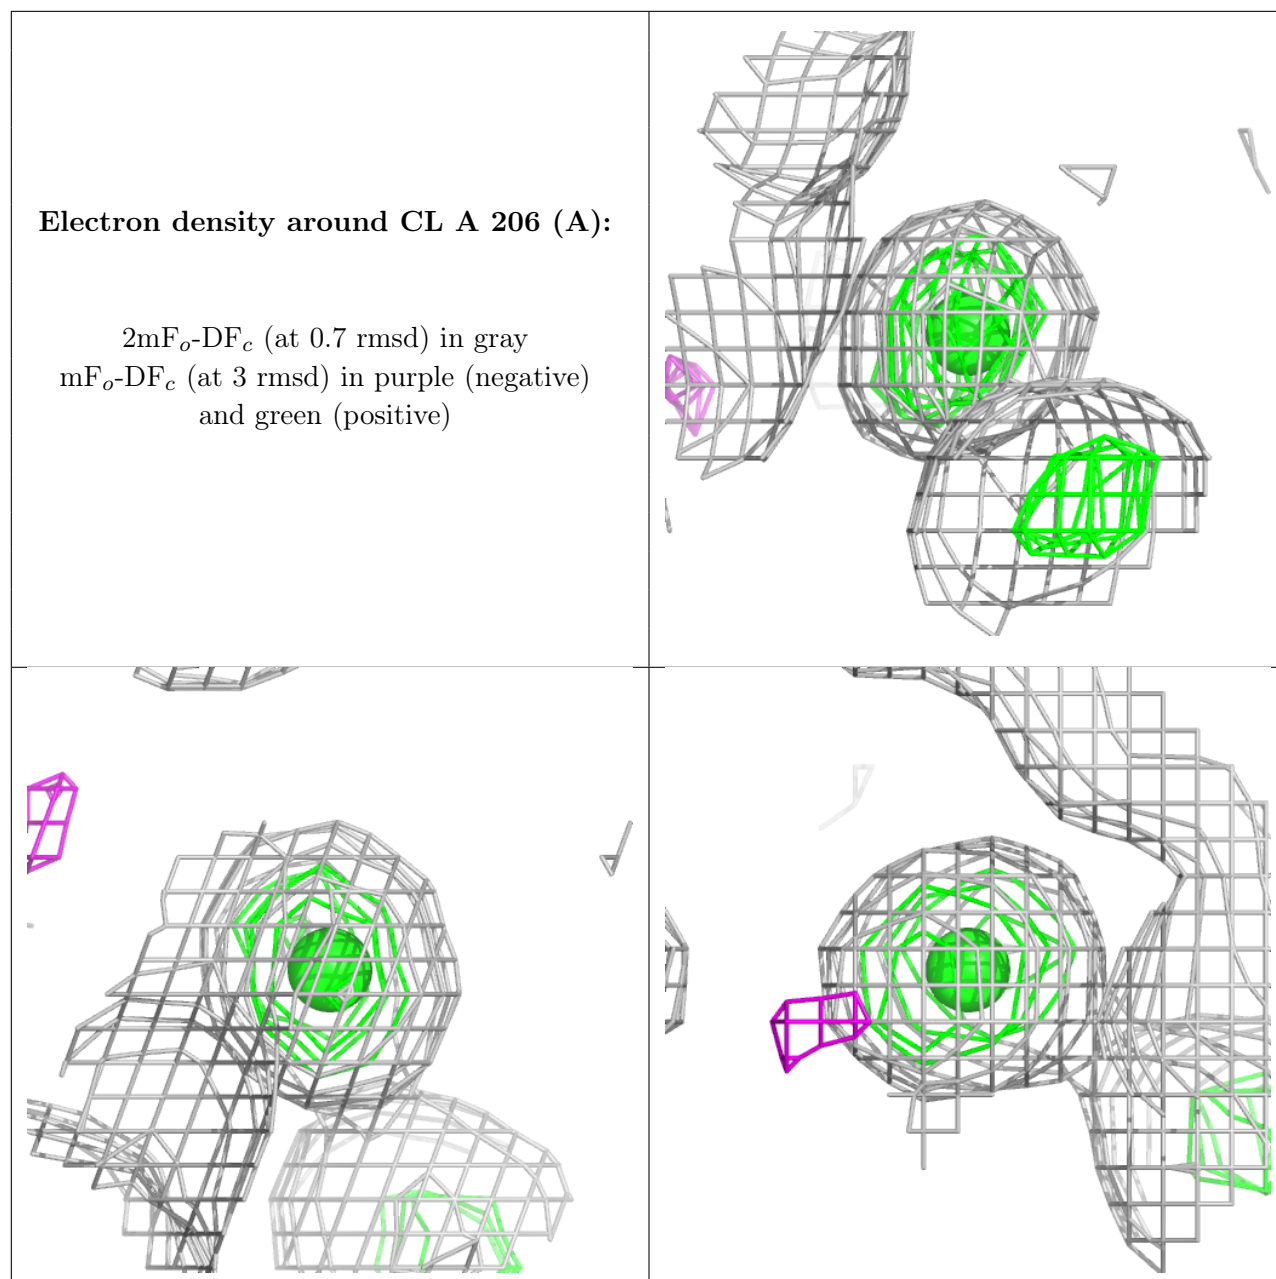 Electron density around CL A 206 (A):
2mFₒ-DF𝒸 (at 0.7 rmsd) in gray
mFₒ-DF𝒸 (at 3 rmsd) in purple (negative)
and green (positive)